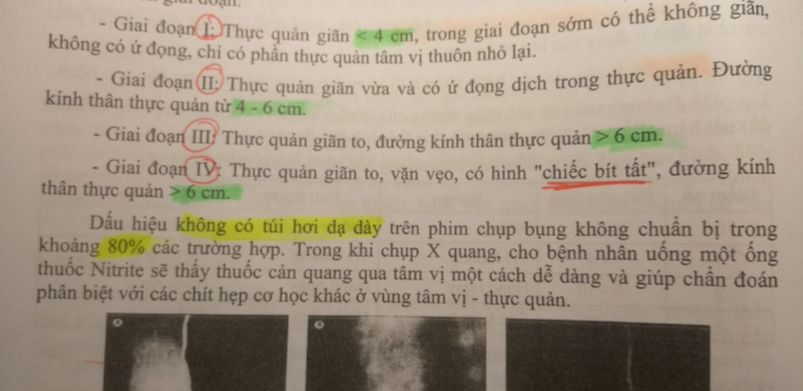 - Giai đoạn I: Thực quản giãn < 4 cm, trong giai đoạn sớm có thể không giãn,
không có ứ đọng, chỉ có phần thực quản tâm vị thuôn nhỏ lại.
- Giai đoạn II: Thực quản giãn vừa và có ứ đọng dịch trong thực quản. Đường
kính thân thực quản từ 4 - 6 cm.
- Giai đoạn III: Thực quản giãn to, đường kính thân thực quản > 6 cm.
- Giai đoạn IV: Thực quản giãn to, vặn vẹo, có hình "chiếc bít tất", đường kính
thân thực quản > 6 cm.
Dấu hiệu không có túi hơi dạ dày trên phim chụp bụng không chuẩn bị trong
khoảng 80% các trường hợp. Trong khi chụp X quang, cho bệnh nhân uống một ống
thuốc Nitrite sẽ thấy thuốc cản quang qua tâm vị một cách dễ dàng và giúp chẩn đoán
phân biệt với các chít hẹp cơ học khác ở vùng tâm vị - thực quản.